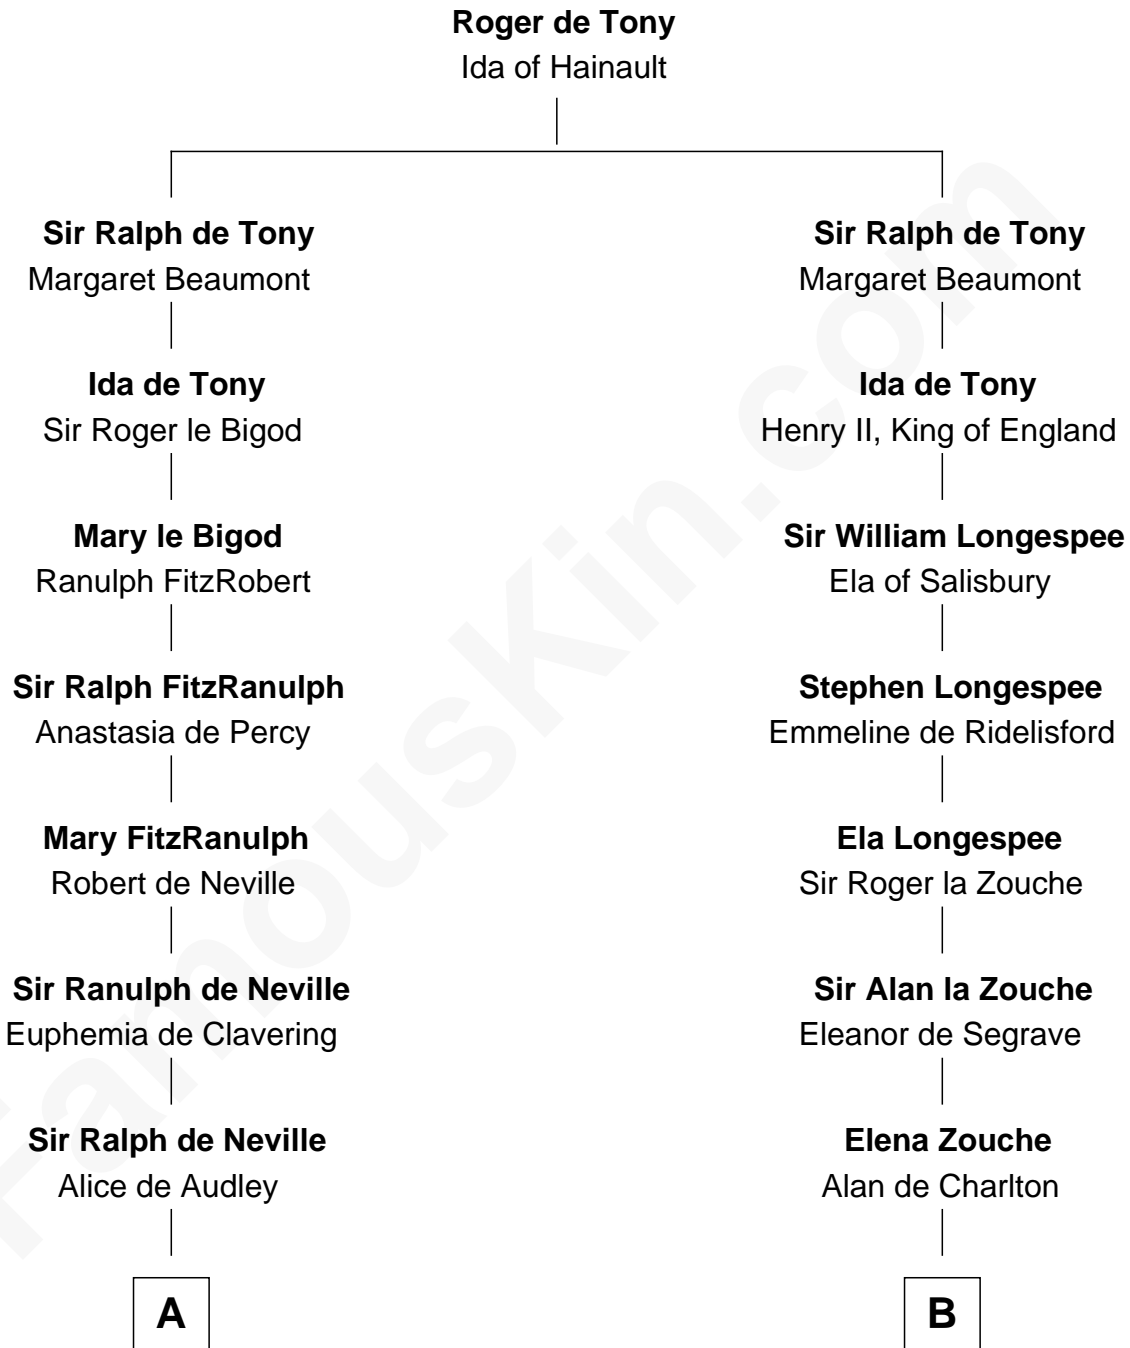 Roger de Tony
Ida of Hainault
Sir Ralph de Tony
Margaret Beaumont
Ida de Tony
Sir Roger le Bigod
Mary le Bigod
Ranulph FitzRobert
Sir Ralph FitzRanulph
Anastasia de Percy
Mary FitzRanulph
Robert de Neville
Sir Ranulph de Neville
Euphemia de Clavering
Sir Ralph de Neville
Alice de Audley
A
Sir Ralph de Tony
Margaret Beaumont
Ida de Tony
Henry II, King of England
Sir William Longespee
Ela of Salisbury
Stephen Longespee
Emmeline de Ridelisford
Ela Longespee
Sir Roger la Zouche
Sir Alan la Zouche
Eleanor de Segrave
Elena Zouche
Alan de Charlton
B
FamousKin.com